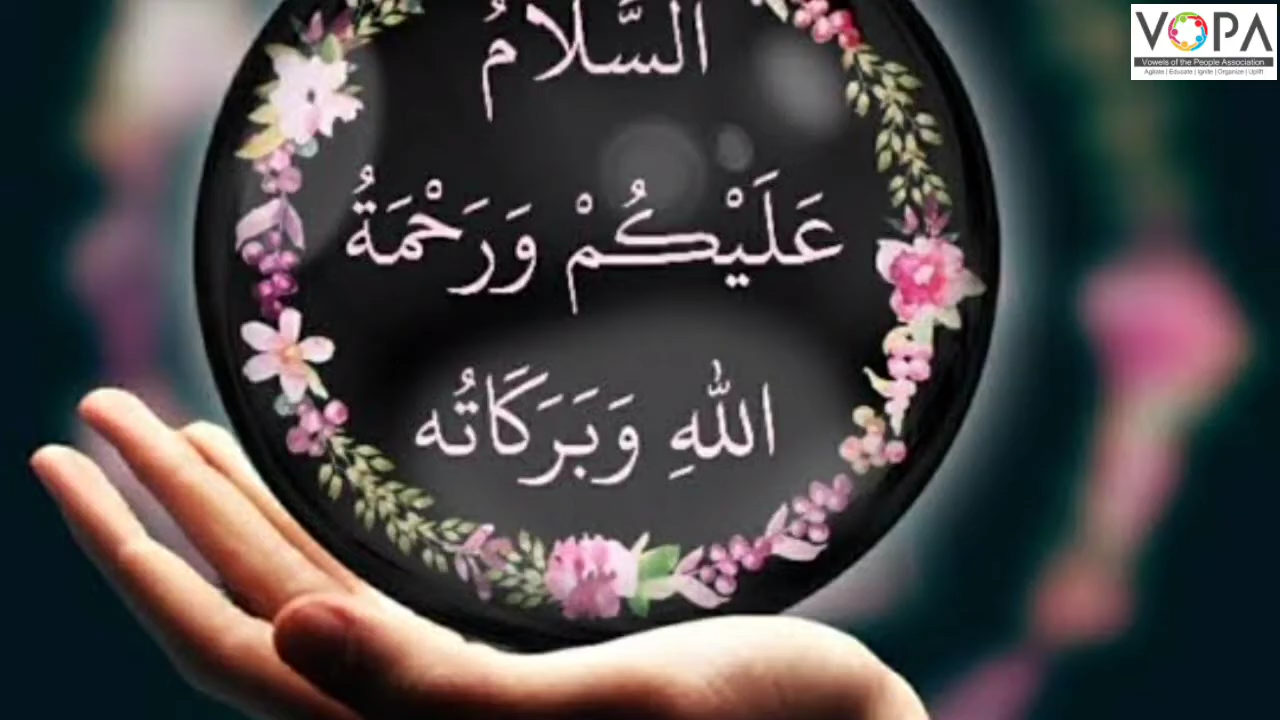 السَّلَامُ
عَلَيْكُمْ وَرَحْمَةُ
اللهِ وَبَرَكَاتُه
VOPA
Vowels of the People Association
Agitate | Educate | Ignite | Organize | Uplift